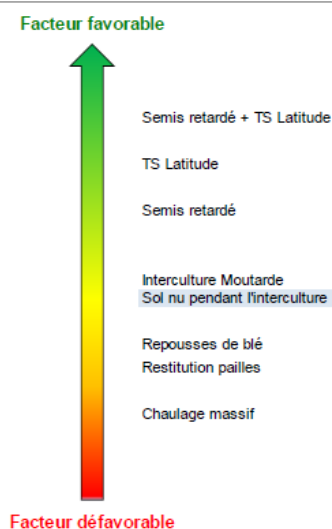 Facteur favorable
Semis retardé + TS Latitude
TS Latitude
Semis retardé
Interculture Moutarde
Sol nu pendant l'interculture
Repousses de blé
Restitution pailles
Chaulage massif
Facteur défavorable